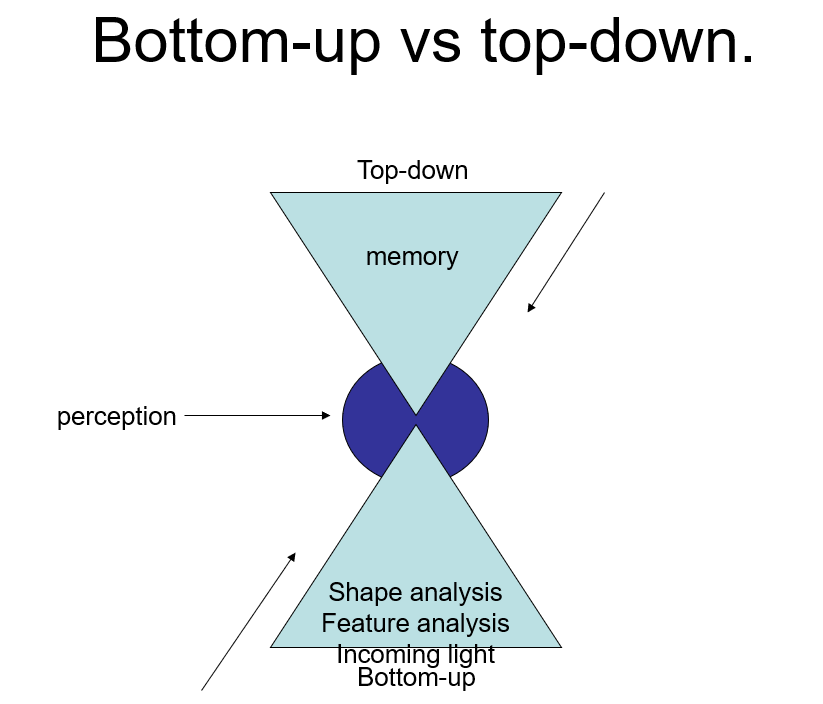 Bottom-up vs top-down.
Top-down
memory
perception
Shape analysis
Feature analysis
Incoming light
Bottom-up